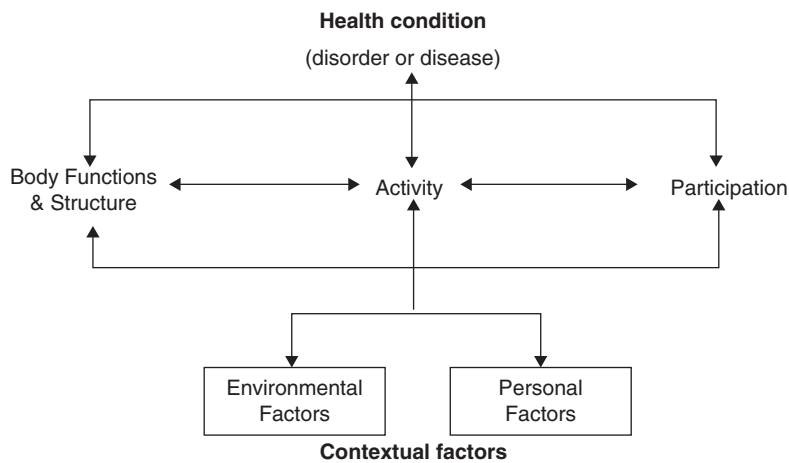 Health condition
(disorder or disease)
Body Functions
& Structure
Activity
Participation
Environmental
Factors
Personal
Factors
Contextual factors